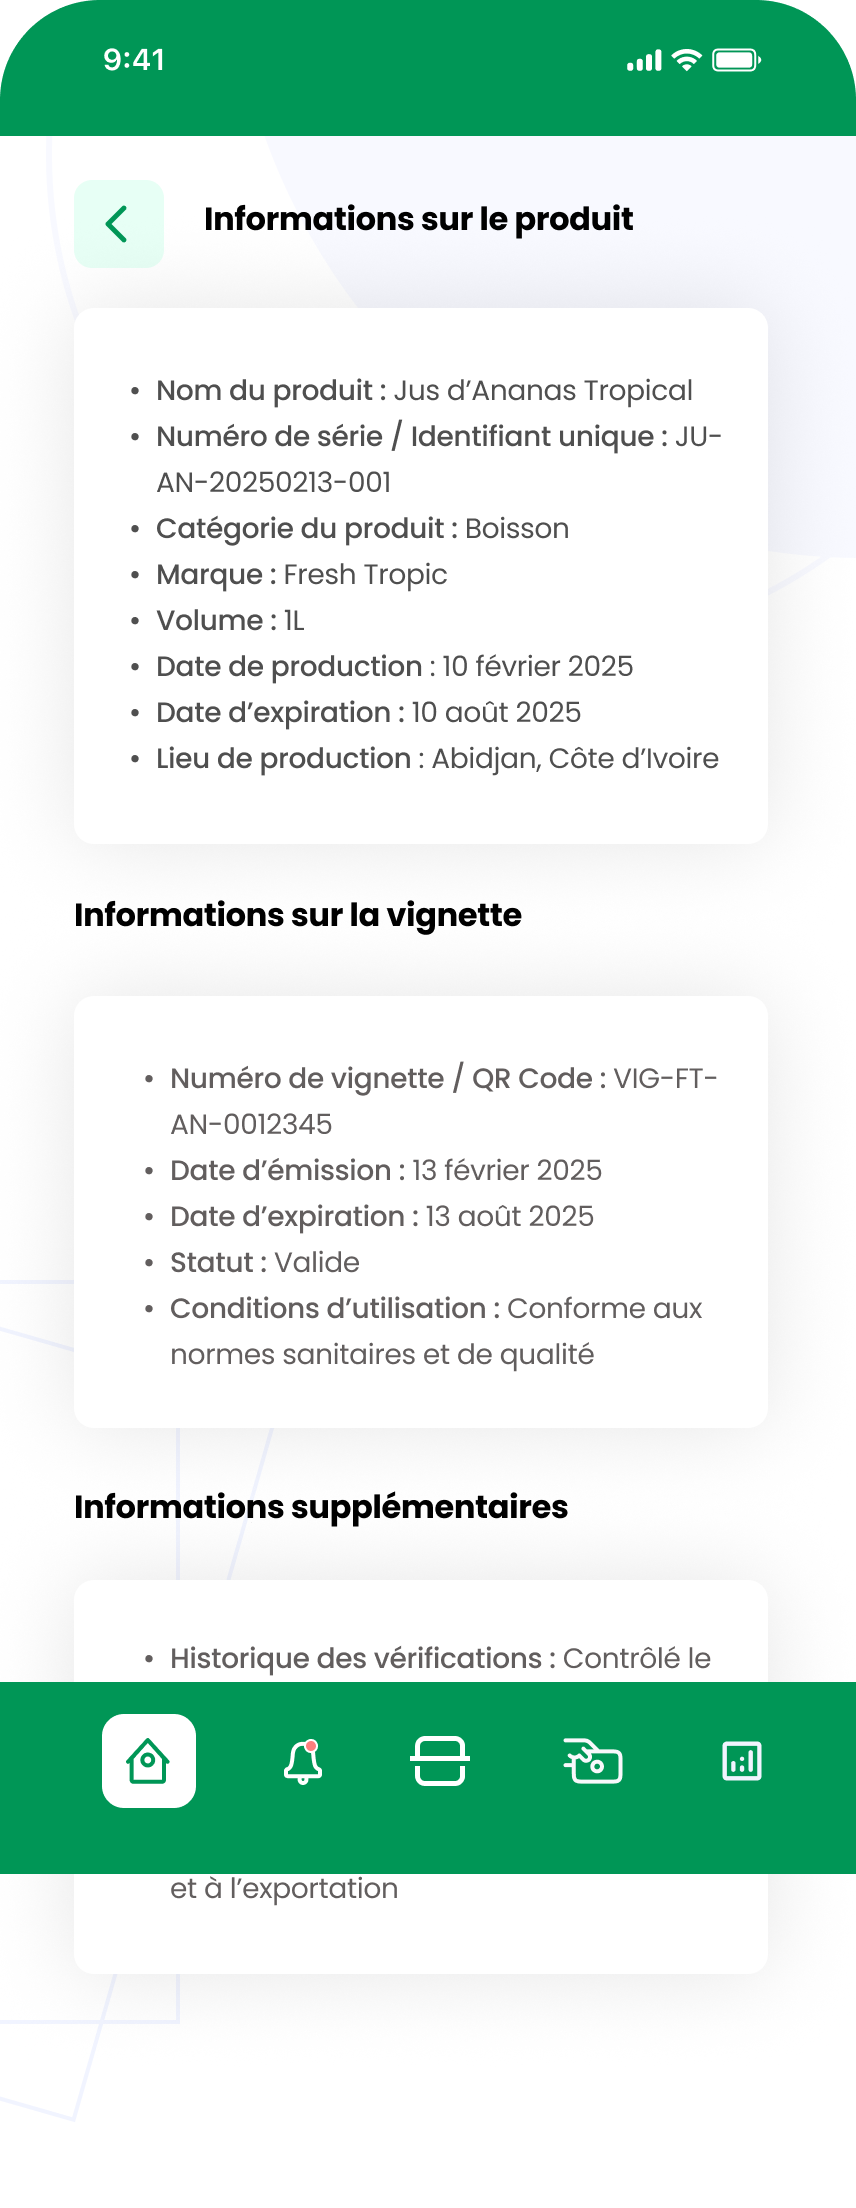 9:41
Informations sur le produit
• Nom du produit : Jus d’Ananas Tropical
• Numéro de série / Identifiant unique : JU-
AN-20250213-001
• Catégorie du produit : Boisson
• Marque : Fresh Tropic
• Volume : 1L
• Date de production : 10 février 2025
• Date d’expiration : 10 août 2025
• Lieu de production : Abidjan, Côte d’Ivoire
Informations sur la vignette
• Numéro de vignette / QR Code : VIG-FT-
AN-0012345
• Date d’émission : 13 février 2025
• Date d’expiration : 13 août 2025
• Statut : Valide
• Conditions d’utilisation : Conforme aux
normes sanitaires et de qualité
Informations supplémentaires
• Historique des vérifications : Contrôlé le
et à l’exportation